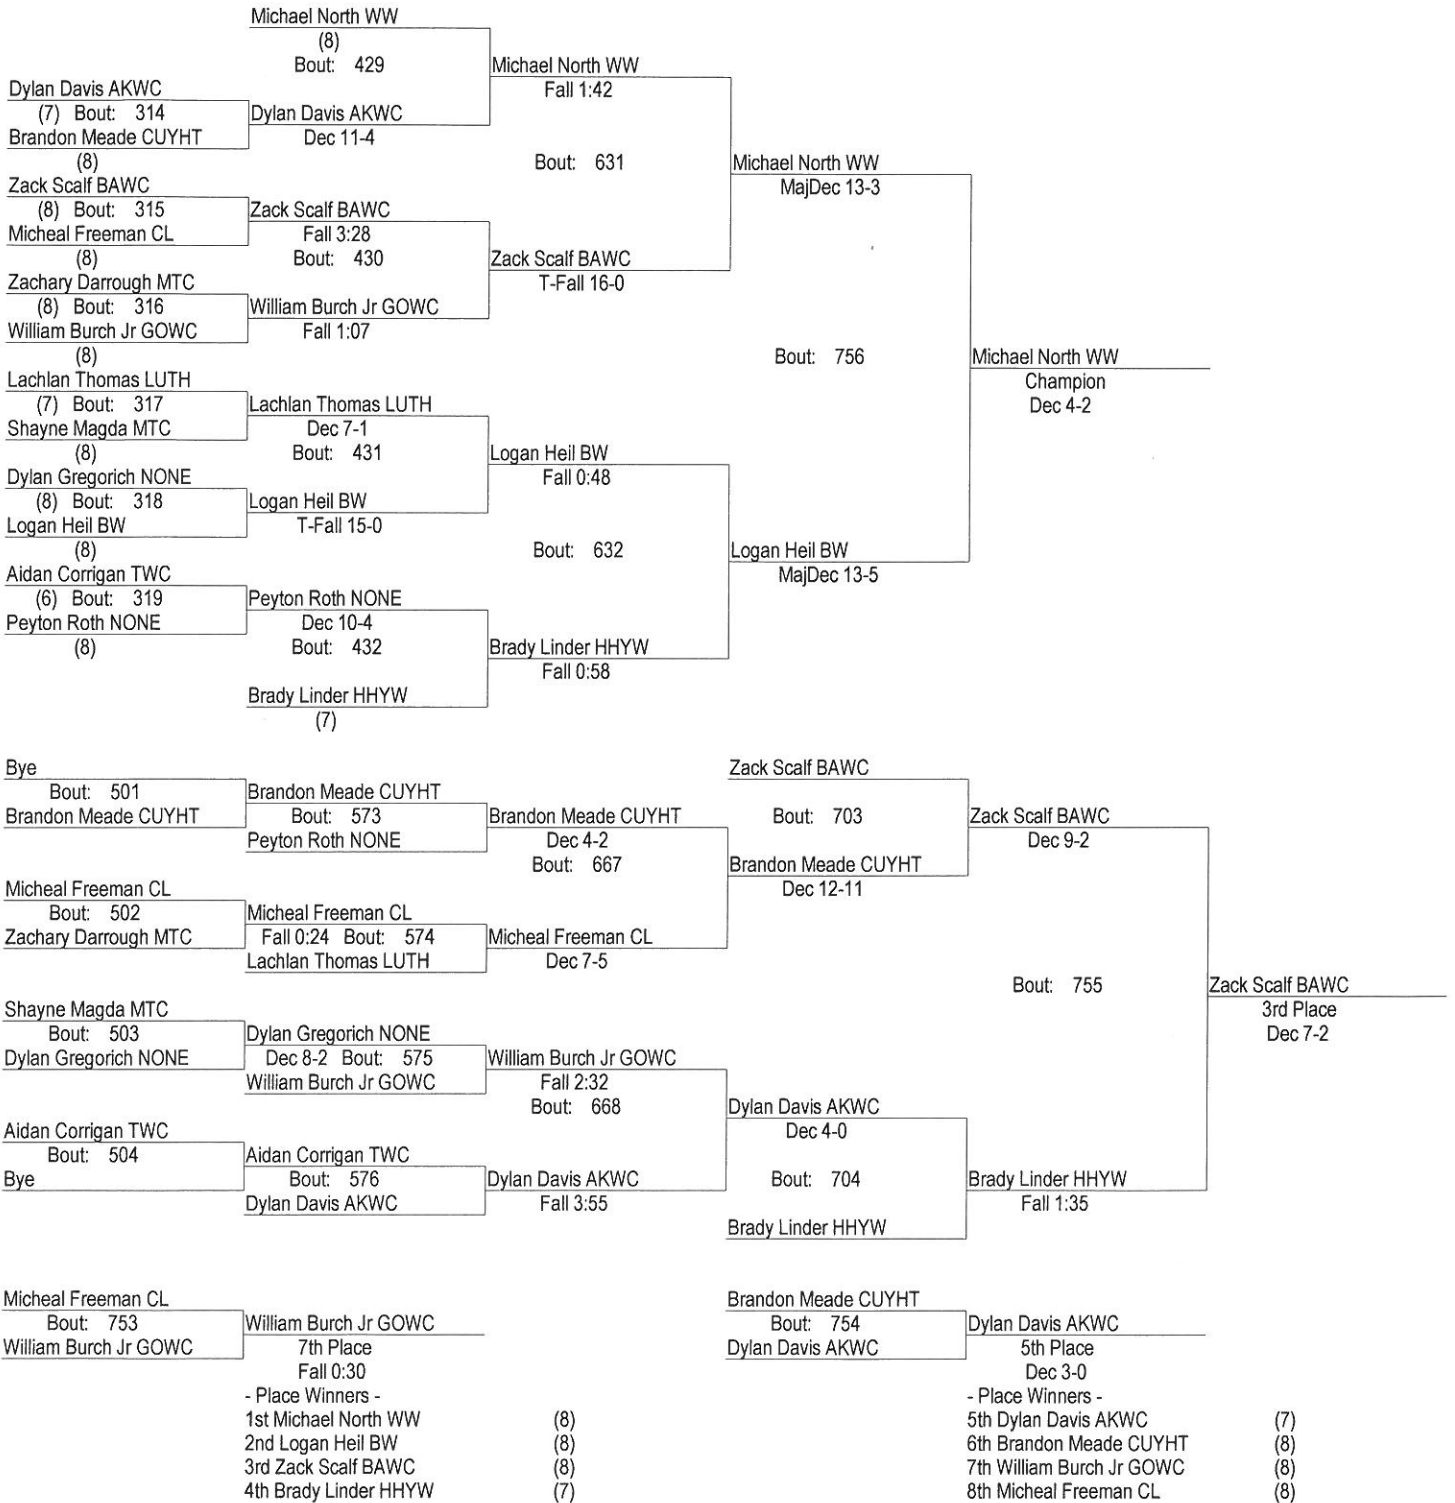 Michael North WW
(8)
Bout: 429
Michael North WW
Fall 1:42
Dylan Davis AKWC
(7) Bout: 314
Dylan Davis AKWC
Brandon Meade CUYHT
Dec 11-4
(8)
Bout: 631
Michael North WW
MajDec 13-3
Zack Scalf BAWC
(8) Bout: 315
Zack Scalf BAWC
Micheal Freeman CL
Fall 3:28
(8)
Bout: 430
Zack Scalf BAWC
T-Fall 16-0
Zachary Darrough MTC
(8) Bout: 316
William Burch Jr GOWC
William Burch Jr GOWC
Fall 1:07
(8)
Bout: 756
Michael North WW
Champion
Dec 4-2
Lachlan Thomas LUTH
(7) Bout: 317
Lachlan Thomas LUTH
Shayne Magda MTC
Dec 7-1
(8)
Bout: 431
Logan Heil BW
Fall 0:48
Dylan Gregorich NONE
(8) Bout: 318
Logan Heil BW
Logan Heil BW
T-Fall 15-0
(8)
Bout: 632
Logan Heil BW
MajDec 13-5
Aidan Corrigan TWC
(6) Bout: 319
Peyton Roth NONE
Peyton Roth NONE
Dec 10-4
(8)
Bout: 432
Brady Linder HHYW
Fall 0:58
Brady Linder HHYW
(7)
Bye
Bout: 501
Brandon Meade CUYHT
Brandon Meade CUYHT
Bout: 573
Peyton Roth NONE
Brandon Meade CUYHT
Dec 4-2
Bout: 667
Zack Scalf BAWC
Bout: 703
Brandon Meade CUYHT
Dec 12-11
Zack Scalf BAWC
Dec 9-2
Micheal Freeman CL
Bout: 502
Zachary Darrough MTC
Micheal Freeman CL
Fall 0:24 Bout: 574
Lachlan Thomas LUTH
Micheal Freeman CL
Dec 7-5
Bout: 755
Zack Scalf BAWC
3rd Place
Dec 7-2
Shayne Magda MTC
Bout: 503
Dylan Gregorich NONE
Dylan Gregorich NONE
Dec 8-2 Bout: 575
William Burch Jr GOWC
William Burch Jr GOWC
Fall 2:32
Bout: 668
Dylan Davis AKWC
Dec 4-0
Bout: 704
Brady Linder HHYW
Brady Linder HHYW
Fall 1:35
Aidan Corrigan TWC
Bout: 504
Bye
Aidan Corrigan TWC
Bout: 576
Dylan Davis AKWC
Dylan Davis AKWC
Fall 3:55
Micheal Freeman CL
Bout: 753
William Burch Jr GOWC
William Burch Jr GOWC
7th Place
Fall 0:30
Brandon Meade CUYHT
Bout: 754
Dylan Davis AKWC
Dylan Davis AKWC
5th Place
Dec 3-0
- Place Winners -
1st Michael North WW (8)
2nd Logan Heil BW (8)
3rd Zack Scalf BAWC (8)
4th Brady Linder HHYW (7)
- Place Winners -
5th Dylan Davis AKWC (7)
6th Brandon Meade CUYHT (8)
7th William Burch Jr GOWC (8)
8th Micheal Freeman CL (8)